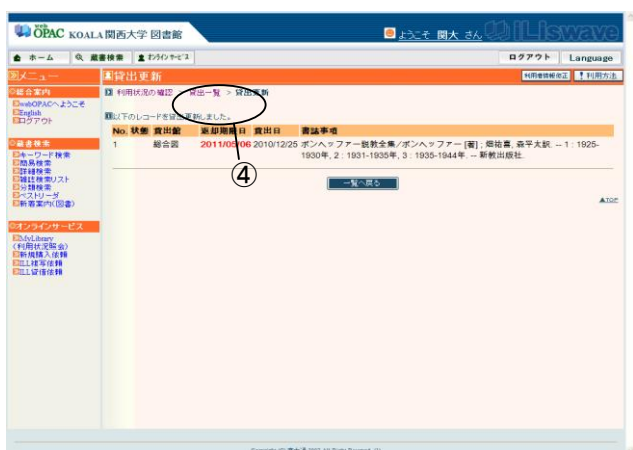 web OPAC KOALA 関西大学 図書館
ようこそ 関大 さん
iLiswave
ホーム 蔵書検索 オンラインサービス ログアウト Language
メニュー
貸出更新
利用者情報修正 利用方法
総合案内
webOPACへようこそ
English
ログアウト
利用状況の確認 > 貸出一覧 > 貸出更新
以下のレコードを貸出更新しました。
No. 状態 貸出館 返却期限日 貸出日 書誌事項
1 総合図 2011/05/06 2010/12/25 ボンヘッファー説教全集/ボンヘッファー [著] ; 畑祐喜, 森平太訳. -- 1 : 1925-
1930年, 2 : 1931-1935年, 3 : 1935-1944年. -- 新教出版社.
④
一覧へ戻る
▲TOP
蔵書検索
キーワード検索
簡易検索
詳細検索
雑誌検索リスト
分類検索
ベストリーダ
新着案内(図書)
オンラインサービス
MyLibrary
(利用状況照会)
新規購入依頼
ILL複写依頼
ILL貸借依頼